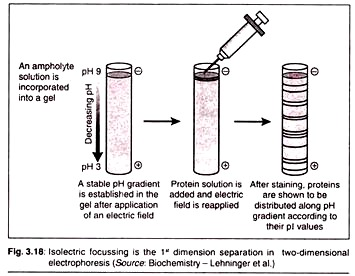 An ampholyte
solution is
incorporated
into a gel
pH 9
Decreasing pH
pH 3
A stable pH gradient
is established in the
gel after application
of an electric field
Protein solution is
added and electric
field is reapplied
After staining, proteins
are shown to be
distributed along pH
gradient according to
their pI values
Fig. 3.18: Isolectric focussing is the 1st dimension separation in two-dimensional
electrophoresis (Source: Biochemistry – Lehninger et al.)